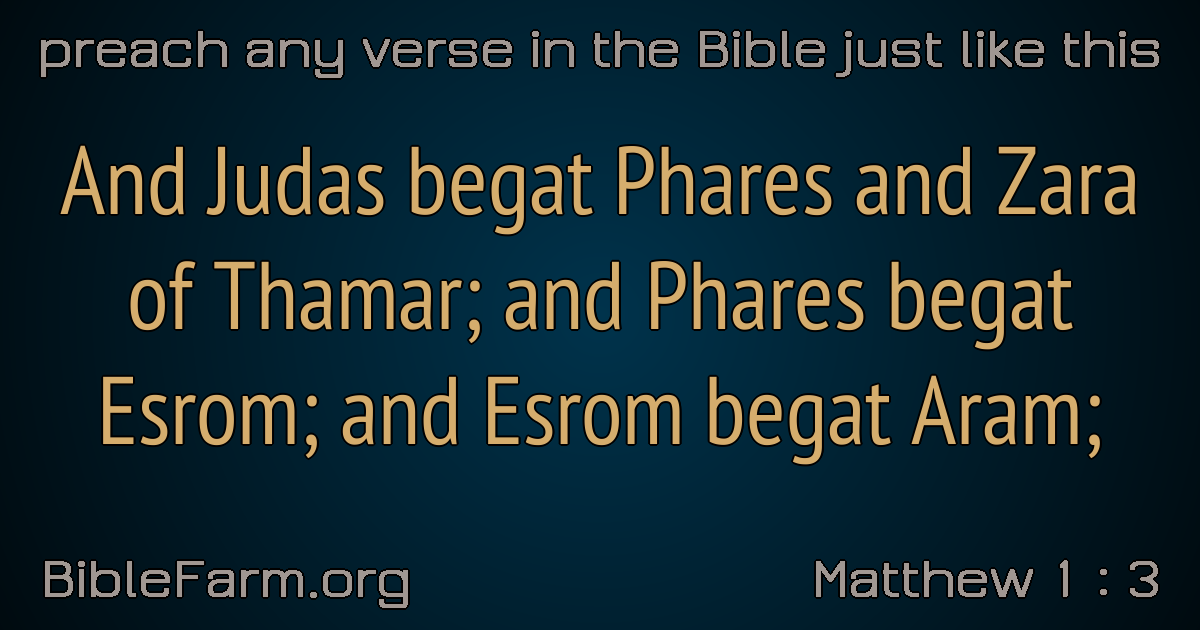 preach any verse in the Bible just like this
And Judas begat Phares and Zara
of Thamar; and Phares begat
Esrom; and Esrom begat Aram;
BibleFarm.org
Matthew 1 : 3